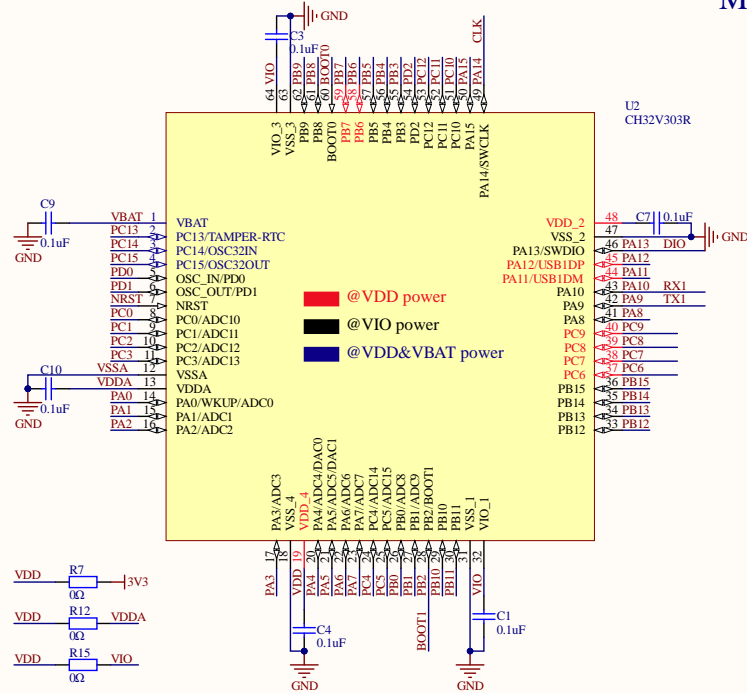 M
C3
0.1uF
GND
CLK
64 VIO
63
62 PB9
61 PB8
60 BOOT0
59 PB7
58 PB6
57 PB5
56 PB4
55 PB3
54 PD2
53 PC12
52 PC11
51 PC10
50 PA15
49 PA14
VIO_3
VSS_3
PB9
PB8
BOOT0
PB7
PB6
PB5
PB4
PB3
PD2
PC12
PC11
PC10
PA15
PA14/SWCLK
U2
CH32V303R
C9
0.1uF
GND
VBAT 1 VBAT
PC13 2 PC13/TAMPER-RTC
PC14 3 PC14/OSC32IN
PC15 4 PC15/OSC32OUT
PD0 5 OSC_IN/PD0
PD1 6 OSC_OUT/PD1
NRST 7 NRST
PC0 8 PC0/ADC10
PC1 9 PC1/ADC11
PC2 10 PC2/ADC12
PC3 11 PC3/ADC13
VSSA 12 VSSA
VDDA 13 VDDA
PA0 14 PA0/WKUP/ADC0
PA1 15 PA1/ADC1
PA2 16 PA2/ADC2
C10
0.1uF
GND
@VDD power
@VIO power
@VDD&VBAT power
VDD_2 48 C7 0.1uF
VSS_2 47 GND
PA13/SWDIO 46 PA13 DIO
PA12/USB1DP 45 PA12
PA11/USB1DM 44 PA11
PA10 43 PA10 RX1
PA9 42 PA9 TX1
PA8 41 PA8
PC9 40 PC9
PC8 39 PC8
PC7 38 PC7
PC6 37 PC6
PB15 36 PB15
PB14 35 PB14
PB13 34 PB13
PB12 33 PB12
PA3/ADC3
VSS_4
VDD_4
PA4/ADC4/DAC0
PA5/ADC5/DAC1
PA6/ADC6
PA7/ADC7
PC4/ADC14
PC5/ADC15
PB0/ADC8
PB1/ADC9
PB2/BOOT1
PB10
PB11
VSS_1
VIO_1
PA3 17
18
VDD 19
PA4 20
PA5 21
PA6 22
PA7 23
PC4 24
PC5 25
PB0 26
PB1 27
PB2 28
PB10 29
PB11 30
31
VIO 32
BOOT1
C4
0.1uF
GND
C1
0.1uF
GND
VDD R7 3V3
0Ω
VDD R12 VDDA
0Ω
VDD R15 VIO
0Ω